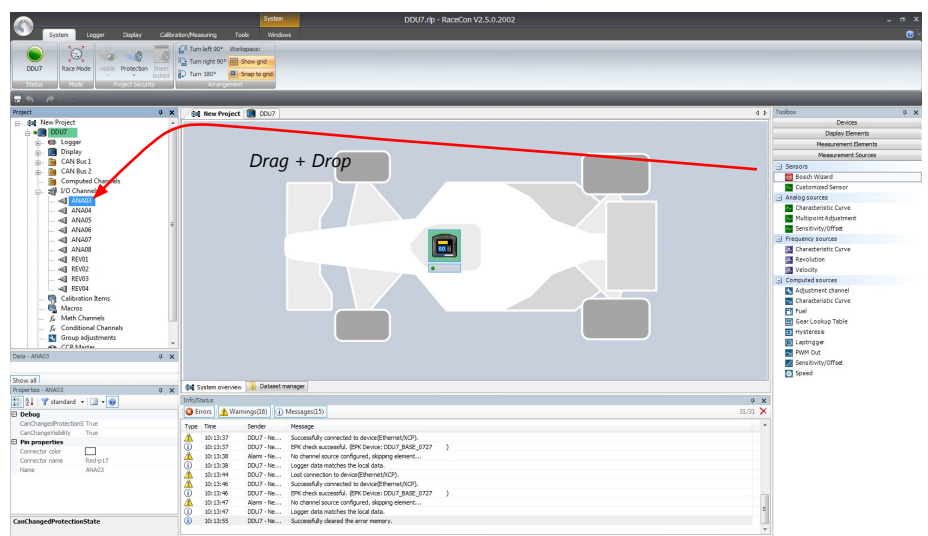 System
DDU7.rlp - RaceCon V2.5.0.2002
System Logger Display Calibration/Measuring Tools Windows
DDU7 Race Mode visible Protection Sheet locked
Turn left 90° Workspace:
Turn right 90° Show grid
Turn 180° Snap to grid
Status Mode Project Security Arrangement
Project
New Project
DDU7
Logger
Display
CAN Bus 1
CAN Bus 2
Computed Channels
I/O Channels
ANA03
ANA04
ANA05
ANA06
ANA07
ANA08
REV01
REV02
REV03
REV04
Calibration Items
Macros
Math Channels
Conditional Channels
Group adjustments
CCP Master
Data - ANA03
Show all
Properties - ANA03
standard
Debug
CanChangedProtectionS True
CanChangeVisibility True
Pin properties
Connector color
Connector name Red-p17
Name ANA03
CanChangedProtectionState
New Project DDU7
Drag + Drop
System overview Dataset manager
Info/Status
Errors Warnings(16) Messages(15)
31/31
Type Time Sender Message
10:13:37 DDU7 - Ne... Successfully connected to device(Ethernet/XCP).
10:13:37 DDU7 - Ne... EPK check successful. (EPK Device: DDU7_BASE_0727 )
10:13:38 Alarm - Ne... No channel source configured, skipping element...
10:13:38 DDU7 - Ne... Logger data matches the local data.
10:13:44 DDU7 - Ne... Lost connection to device(Ethernet/XCP).
10:13:46 DDU7 - Ne... Successfully connected to device(Ethernet/XCP).
10:13:46 DDU7 - Ne... EPK check successful. (EPK Device: DDU7_BASE_0727 )
10:13:47 Alarm - Ne... No channel source configured, skipping element...
10:13:47 DDU7 - Ne... Logger data matches the local data.
10:13:55 DDU7 - Ne... Successfully cleared the error memory.
Toolbox
Devices
Display Elements
Measurement Elements
Measurement Sources
Sensors
Bosch Wizard
Customized Sensor
Analog sources
Characteristic Curve
Multipoint Adjustment
Sensitivity/Offset
Frequency sources
Characteristic Curve
Revolution
Velocity
Computed sources
Adjustment channel
Characteristic Curve
Fuel
Gear Lookup Table
Hysteresis
Laptrigger
PWM Out
Sensitivity/Offset
Speed